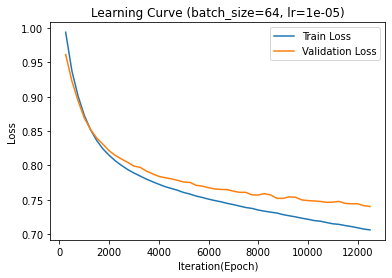 Learning Curve (batch_size=64, lr=1e-05)
Train Loss
Validation Loss
Loss
1.00
0.95
0.90
0.85
0.80
0.75
0.70
0
2000
4000
6000
8000
10000
12000
Iteration(Epoch)